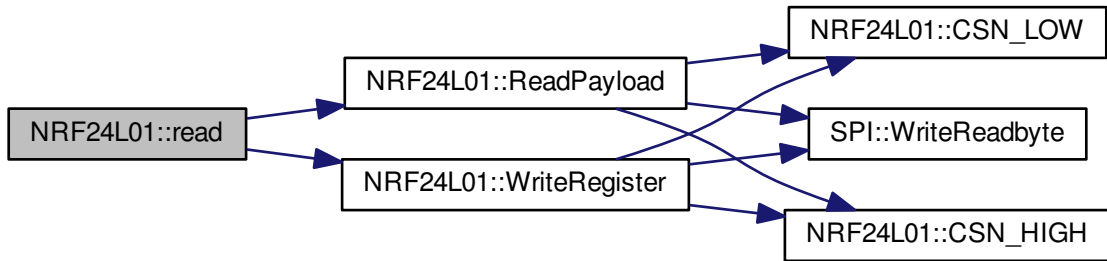 NRF24L01::read
NRF24L01::ReadPayload
NRF24L01::WriteRegister
NRF24L01::CSN_LOW
SPI::WriteReadbyte
NRF24L01::CSN_HIGH